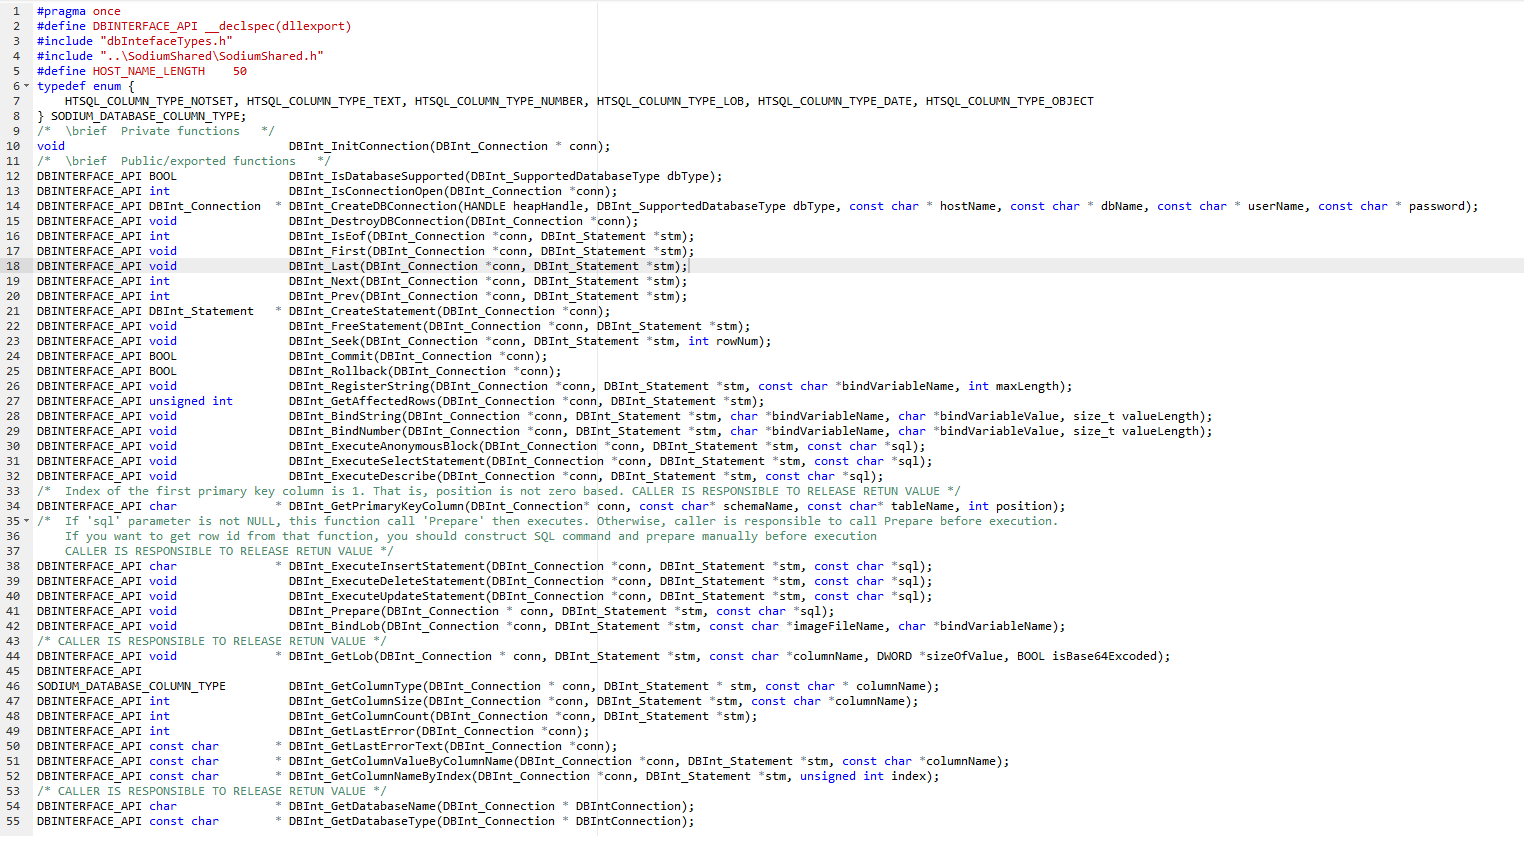 1 #pragma once
2 #define DBINTERFACE_API __declspec(dllexport)
3 #include "dbIntefaceTypes.h"
4 #include "..\SodiumShared\SodiumShared.h"
5 #define HOST_NAME_LENGTH    50
6 typedef enum {
7     HTSQL_COLUMN_TYPE_NOTSET, HTSQL_COLUMN_TYPE_TEXT, HTSQL_COLUMN_TYPE_NUMBER, HTSQL_COLUMN_TYPE_LOB, HTSQL_COLUMN_TYPE_DATE, HTSQL_COLUMN_TYPE_OBJECT
8 } SODIUM_DATABASE_COLUMN_TYPE;
9 /*  \brief  Private functions   */
10 void                                DBInt_InitConnection(DBInt_Connection * conn);
11 /*  \brief  Public/exported functions   */
12 DBINTERFACE_API BOOL                DBInt_IsDatabaseSupported(DBInt_SupportedDatabaseType dbType);
13 DBINTERFACE_API int                 DBInt_IsConnectionOpen(DBInt_Connection *conn);
14 DBINTERFACE_API DBInt_Connection  * DBInt_CreateDBConnection(HANDLE heapHandle, DBInt_SupportedDatabaseType dbType, const char * hostName, const char * dbName, const char * userName, const char * password);
15 DBINTERFACE_API void                DBInt_DestroyDBConnection(DBInt_Connection *conn);
16 DBINTERFACE_API int                 DBInt_IsEof(DBInt_Connection *conn, DBInt_Statement *stm);
17 DBINTERFACE_API void                DBInt_First(DBInt_Connection *conn, DBInt_Statement *stm);
18 DBINTERFACE_API void                DBInt_Last(DBInt_Connection *conn, DBInt_Statement *stm);
19 DBINTERFACE_API int                 DBInt_Next(DBInt_Connection *conn, DBInt_Statement *stm);
20 DBINTERFACE_API int                 DBInt_Prev(DBInt_Connection *conn, DBInt_Statement *stm);
21 DBINTERFACE_API DBInt_Statement   * DBInt_CreateStatement(DBInt_Connection *conn);
22 DBINTERFACE_API void                DBInt_FreeStatement(DBInt_Connection *conn, DBInt_Statement *stm);
23 DBINTERFACE_API void                DBInt_Seek(DBInt_Connection *conn, DBInt_Statement *stm, int rowNum);
24 DBINTERFACE_API BOOL                DBInt_Commit(DBInt_Connection *conn);
25 DBINTERFACE_API BOOL                DBInt_Rollback(DBInt_Connection *conn);
26 DBINTERFACE_API void                DBInt_RegisterString(DBInt_Connection *conn, DBInt_Statement *stm, const char *bindVariableName, int maxLength);
27 DBINTERFACE_API unsigned int        DBInt_GetAffectedRows(DBInt_Connection *conn, DBInt_Statement *stm);
28 DBINTERFACE_API void                DBInt_BindString(DBInt_Connection *conn, DBInt_Statement *stm, char *bindVariableName, char *bindVariableValue, size_t valueLength);
29 DBINTERFACE_API void                DBInt_BindNumber(DBInt_Connection *conn, DBInt_Statement *stm, char *bindVariableName, char *bindVariableValue, size_t valueLength);
30 DBINTERFACE_API void                DBInt_ExecuteAnonymousBlock(DBInt_Connection *conn, DBInt_Statement *stm, const char *sql);
31 DBINTERFACE_API void                DBInt_ExecuteSelectStatement(DBInt_Connection *conn, DBInt_Statement *stm, const char *sql);
32 DBINTERFACE_API void                DBInt_ExecuteDescribe(DBInt_Connection *conn, DBInt_Statement *stm, const char *sql);
33 /*  Index of the first primary key column is 1. That is, position is not zero based. CALLER IS RESPONSIBLE TO RELEASE RETUN VALUE */
34 DBINTERFACE_API char              * DBInt_GetPrimaryKeyColumn(DBInt_Connection* conn, const char* schemaName, const char* tableName, int position);
35 /*  If 'sql' parameter is not NULL, this function call 'Prepare' then executes. Otherwise, caller is responsible to call Prepare before execution.
36     If you want to get row id from that function, you should construct SQL command and prepare manually before execution
37     CALLER IS RESPONSIBLE TO RELEASE RETUN VALUE */
38 DBINTERFACE_API char              * DBInt_ExecuteInsertStatement(DBInt_Connection *conn, DBInt_Statement *stm, const char *sql);
39 DBINTERFACE_API void                DBInt_ExecuteDeleteStatement(DBInt_Connection *conn, DBInt_Statement *stm, const char *sql);
40 DBINTERFACE_API void                DBInt_ExecuteUpdateStatement(DBInt_Connection *conn, DBInt_Statement *stm, const char *sql);
41 DBINTERFACE_API void                DBInt_Prepare(DBInt_Connection * conn, DBInt_Statement *stm, const char *sql);
42 DBINTERFACE_API void                DBInt_BindLob(DBInt_Connection *conn, DBInt_Statement *stm, const char *imageFileName, char *bindVariableName);
43 /* CALLER IS RESPONSIBLE TO RELEASE RETUN VALUE */
44 DBINTERFACE_API void              * DBInt_GetLob(DBInt_Connection * conn, DBInt_Statement *stm, const char *columnName, DWORD *sizeOfValue, BOOL isBase64Excoded);
45 DBINTERFACE_API
46 SODIUM_DATABASE_COLUMN_TYPE         DBInt_GetColumnType(DBInt_Connection * conn, DBInt_Statement * stm, const char * columnName);
47 DBINTERFACE_API int                 DBInt_GetColumnSize(DBInt_Connection *conn, DBInt_Statement *stm, const char *columnName);
48 DBINTERFACE_API int                 DBInt_GetColumnCount(DBInt_Connection *conn, DBInt_Statement *stm);
49 DBINTERFACE_API int                 DBInt_GetLastError(DBInt_Connection *conn);
50 DBINTERFACE_API const char        * DBInt_GetLastErrorText(DBInt_Connection *conn);
51 DBINTERFACE_API const char        * DBInt_GetColumnValueByColumnName(DBInt_Connection *conn, DBInt_Statement *stm, const char *columnName);
52 DBINTERFACE_API const char        * DBInt_GetColumnNameByIndex(DBInt_Connection *conn, DBInt_Statement *stm, unsigned int index);
53 /* CALLER IS RESPONSIBLE TO RELEASE RETUN VALUE */
54 DBINTERFACE_API char              * DBInt_GetDatabaseName(DBInt_Connection * DBIntConnection);
55 DBINTERFACE_API const char        * DBInt_GetDatabaseType(DBInt_Connection * DBIntConnection);